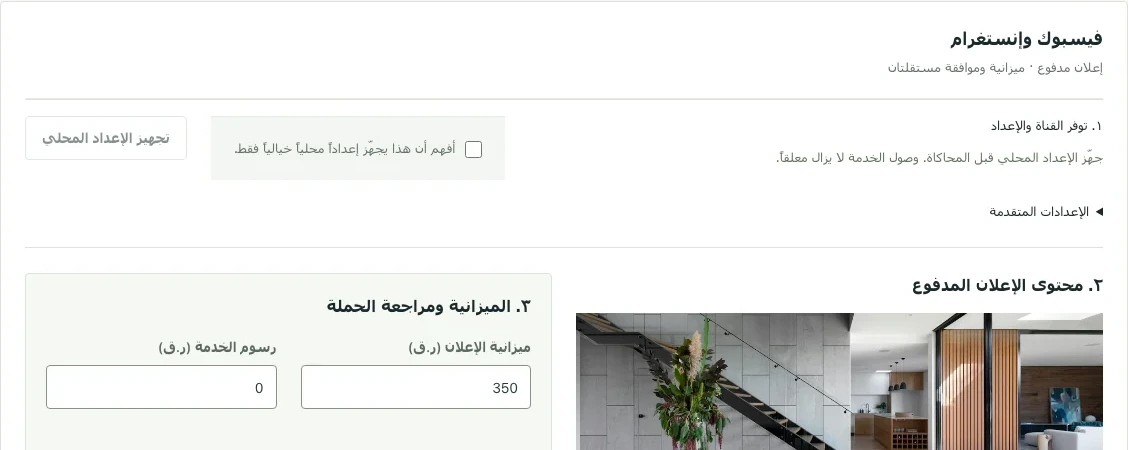 فيسبوك وإنستغرام
إعلان مدفوع · ميزانية وموافقة مستقلتان
١. توفر القناة والإعداد
جهّز الإعداد المحلي قبل المحاكاة. وصول الخدمة لا يزال معلقاً.
أفهم أن هذا يجهّز إعداداً محلياً خيالياً فقط.
تجهيز الإعداد المحلي
الإعدادات المتقدمة
٢. محتوى الإعلان المدفوع
٣. الميزانية ومراجعة الحملة
ميزانية الإعلان (ر.ق)
350
رسوم الخدمة (ر.ق)
0